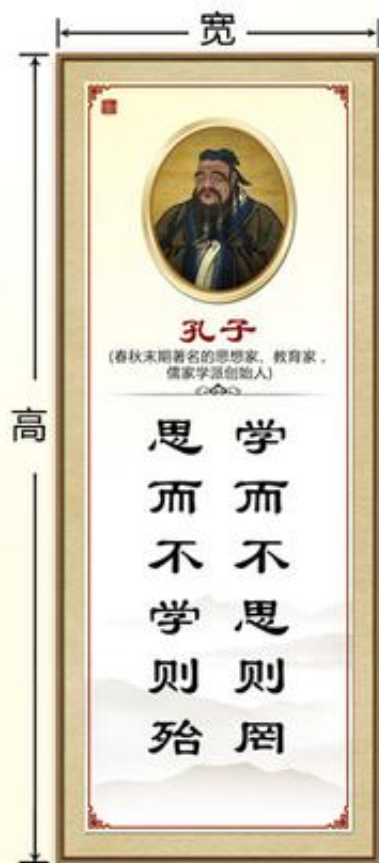 宽
高
孔子
(春秋末期著名的思想家、教育家，
儒家学派创始人)
学而不思则罔
思而不学则殆